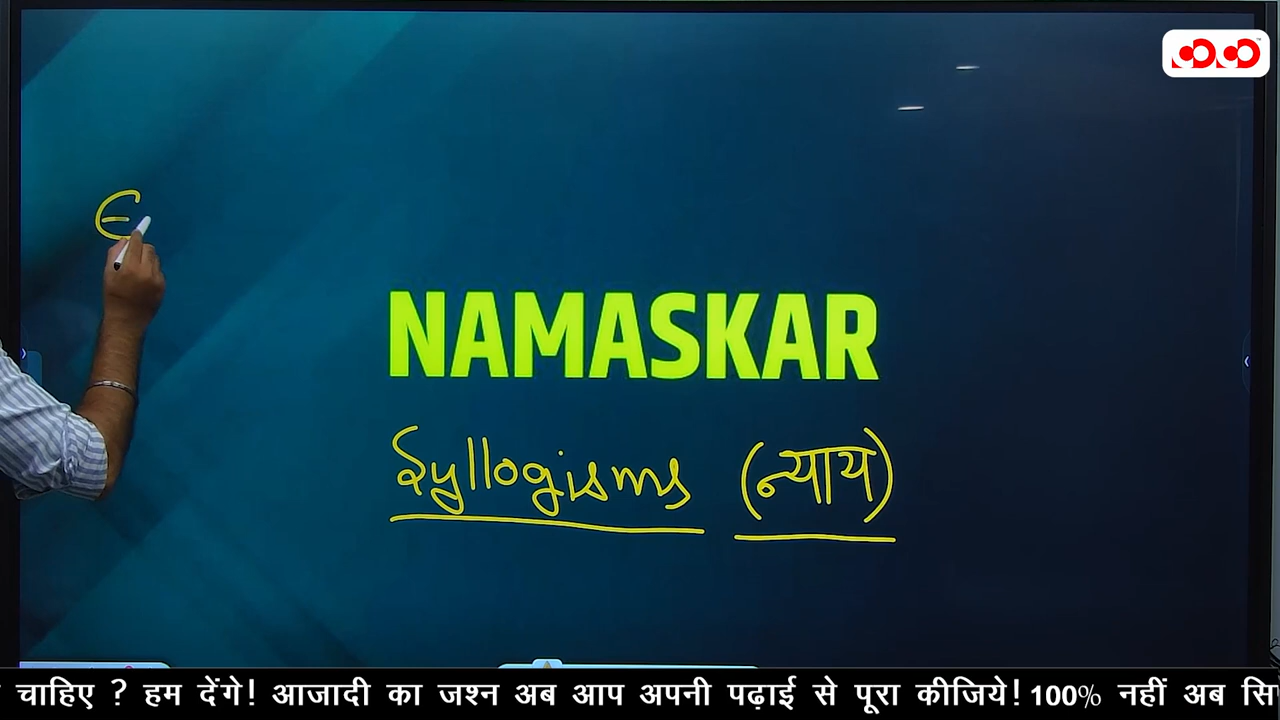 E
NAMASKAR
Syllogisms (न्याय)
चाहिए ? हम देंगे! आजादी का जश्न अब आप अपनी पढ़ाई से पूरा कीजिये! 100% नहीं अब